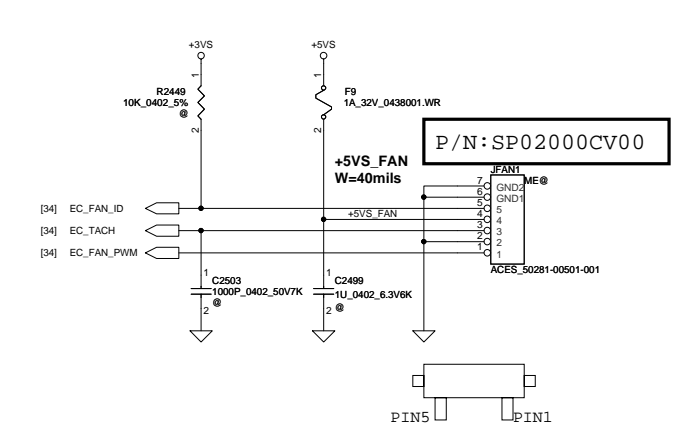 +3VS
+5VS
1
1
R2449
10K_0402_5%
@
F9
1A_32V_0438001.WR
2
2
P/N:SP02000CV00
+5VS_FAN
W=40mils
JFAN1
ME@
7 GND2
6 GND1
[34] EC_FAN_ID 5 5
+5VS_FAN 4 4
[34] EC_TACH 3 3
2 2
[34] EC_FAN_PWM 1 1
ACES_50281-00501-001
1
1
C2503
1000P_0402_50V7K
@
C2499
1U_0402_6.3V6K
@
2
2
PIN5 PIN1